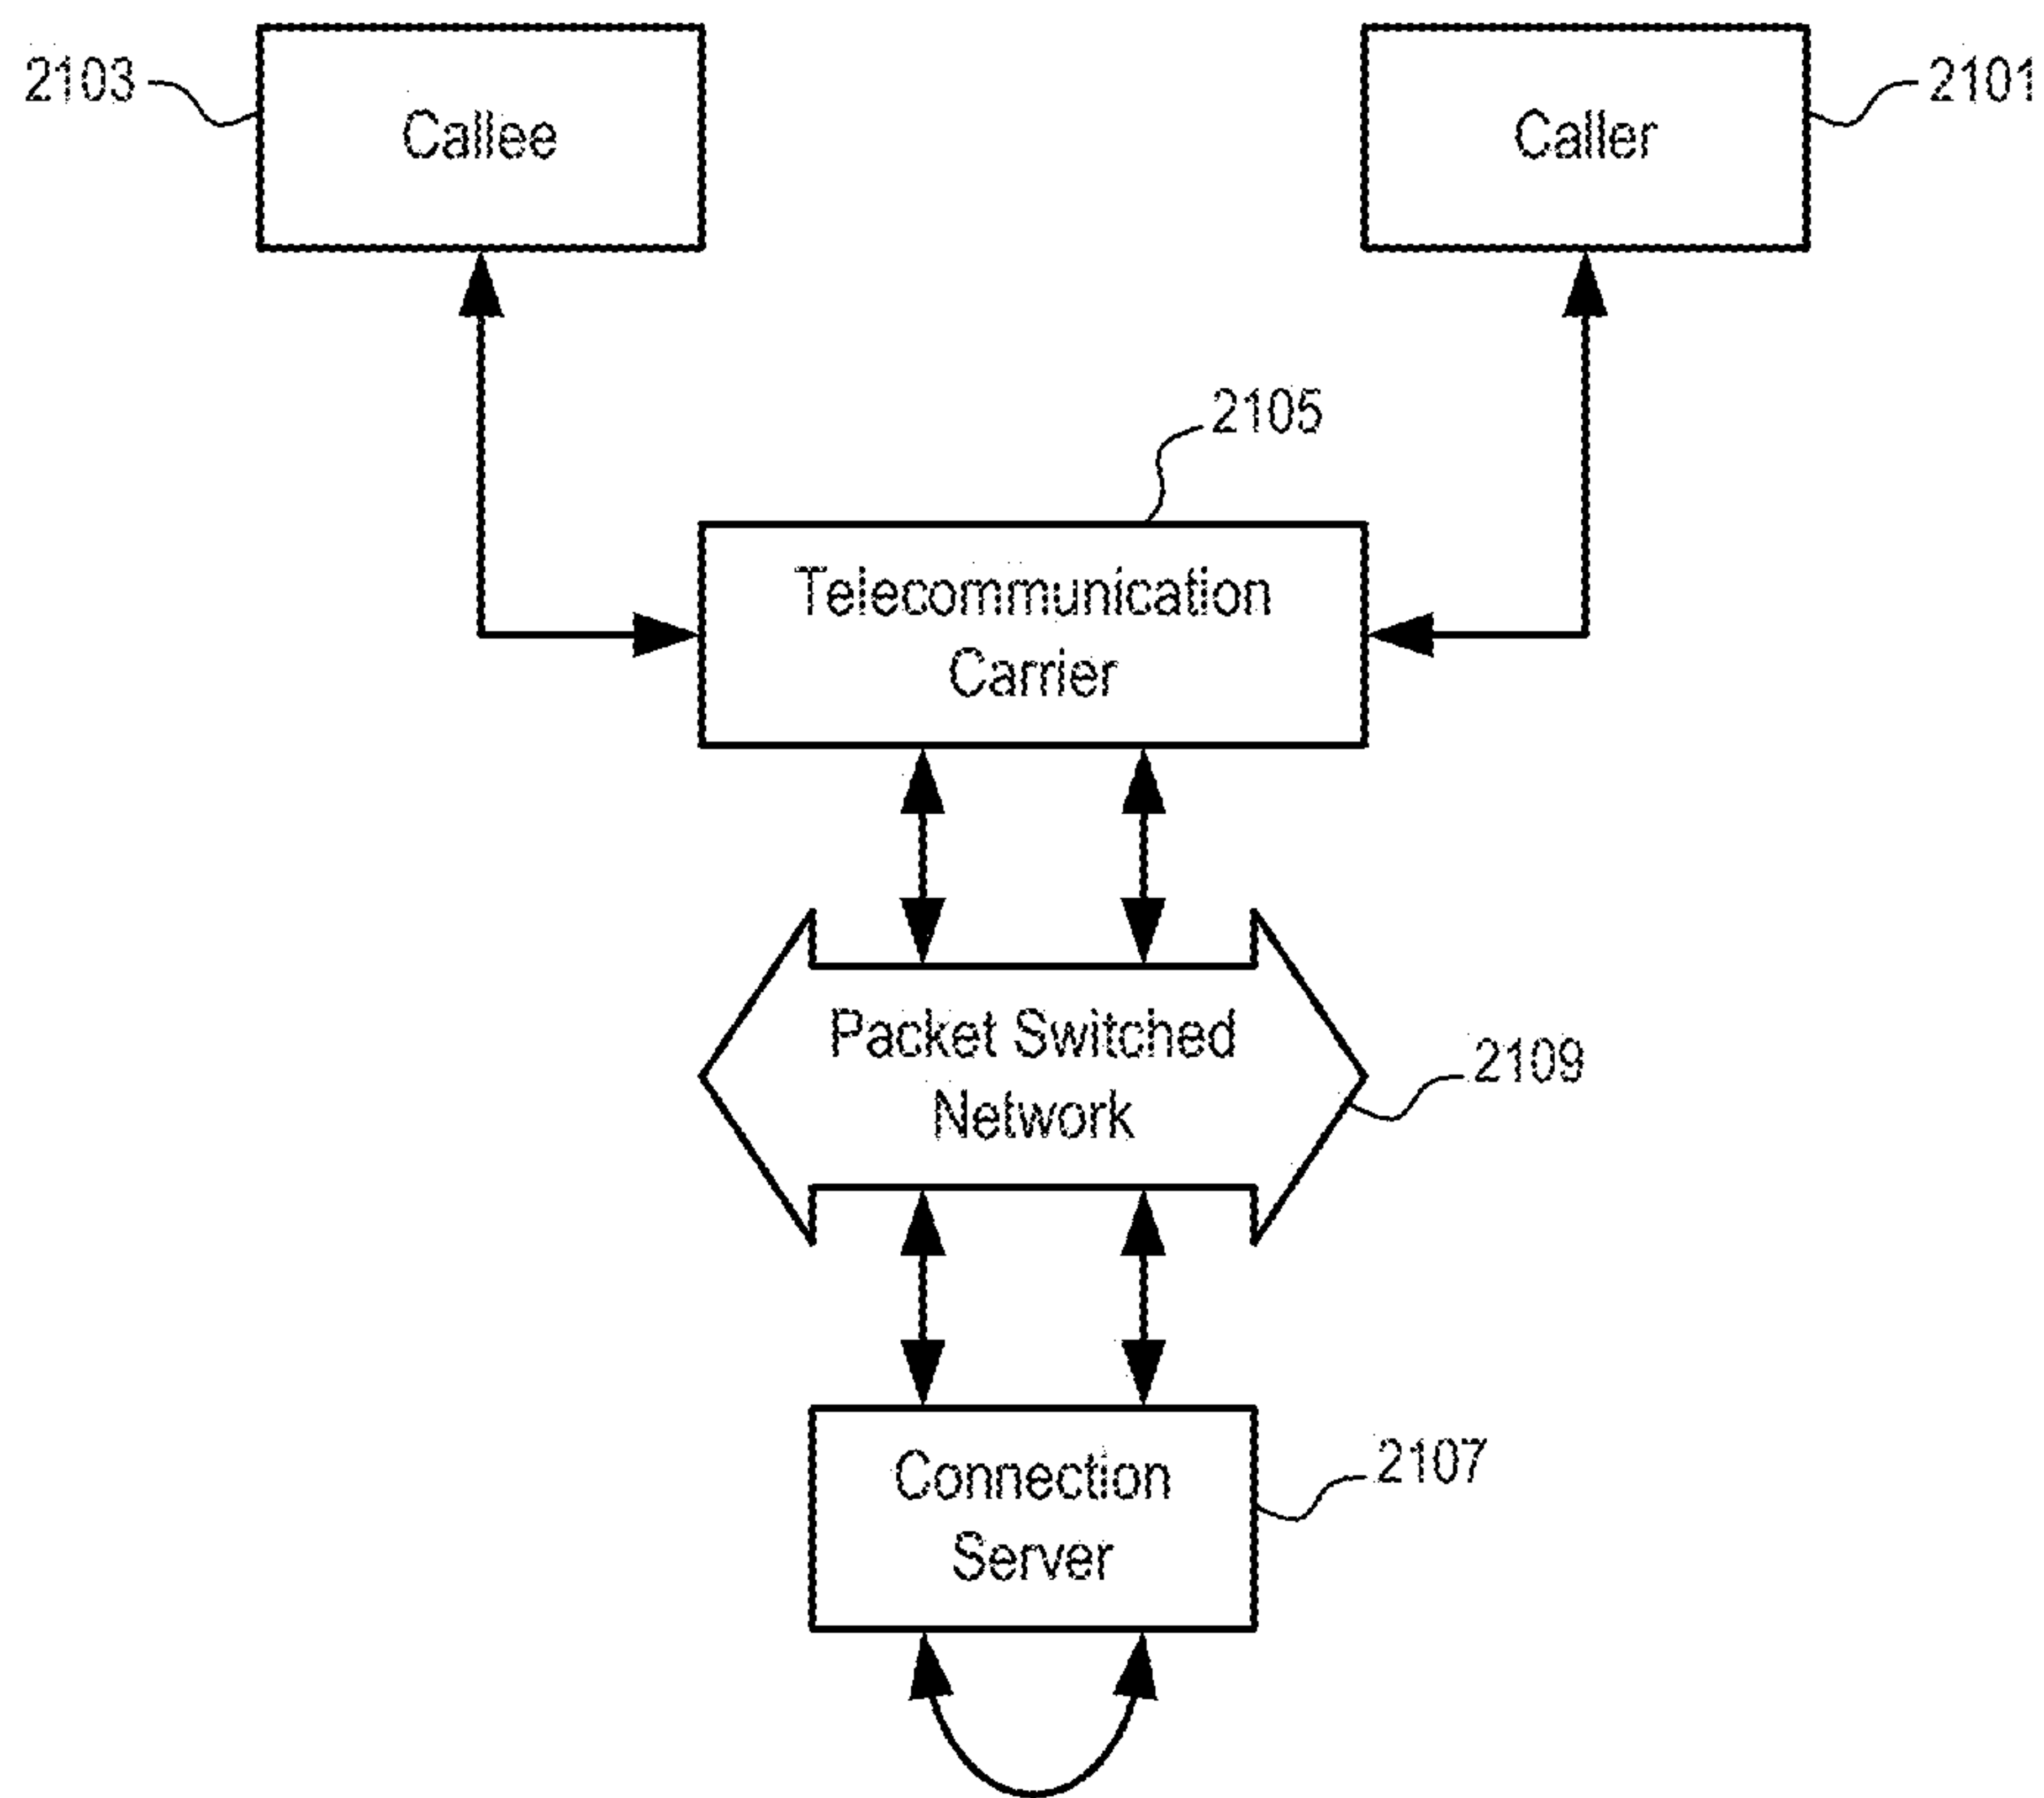 2103
Callee
Caller
2101
2105
Telecommunication
Carrier
Packet Switched
Network
2109
Connection
Server
2107